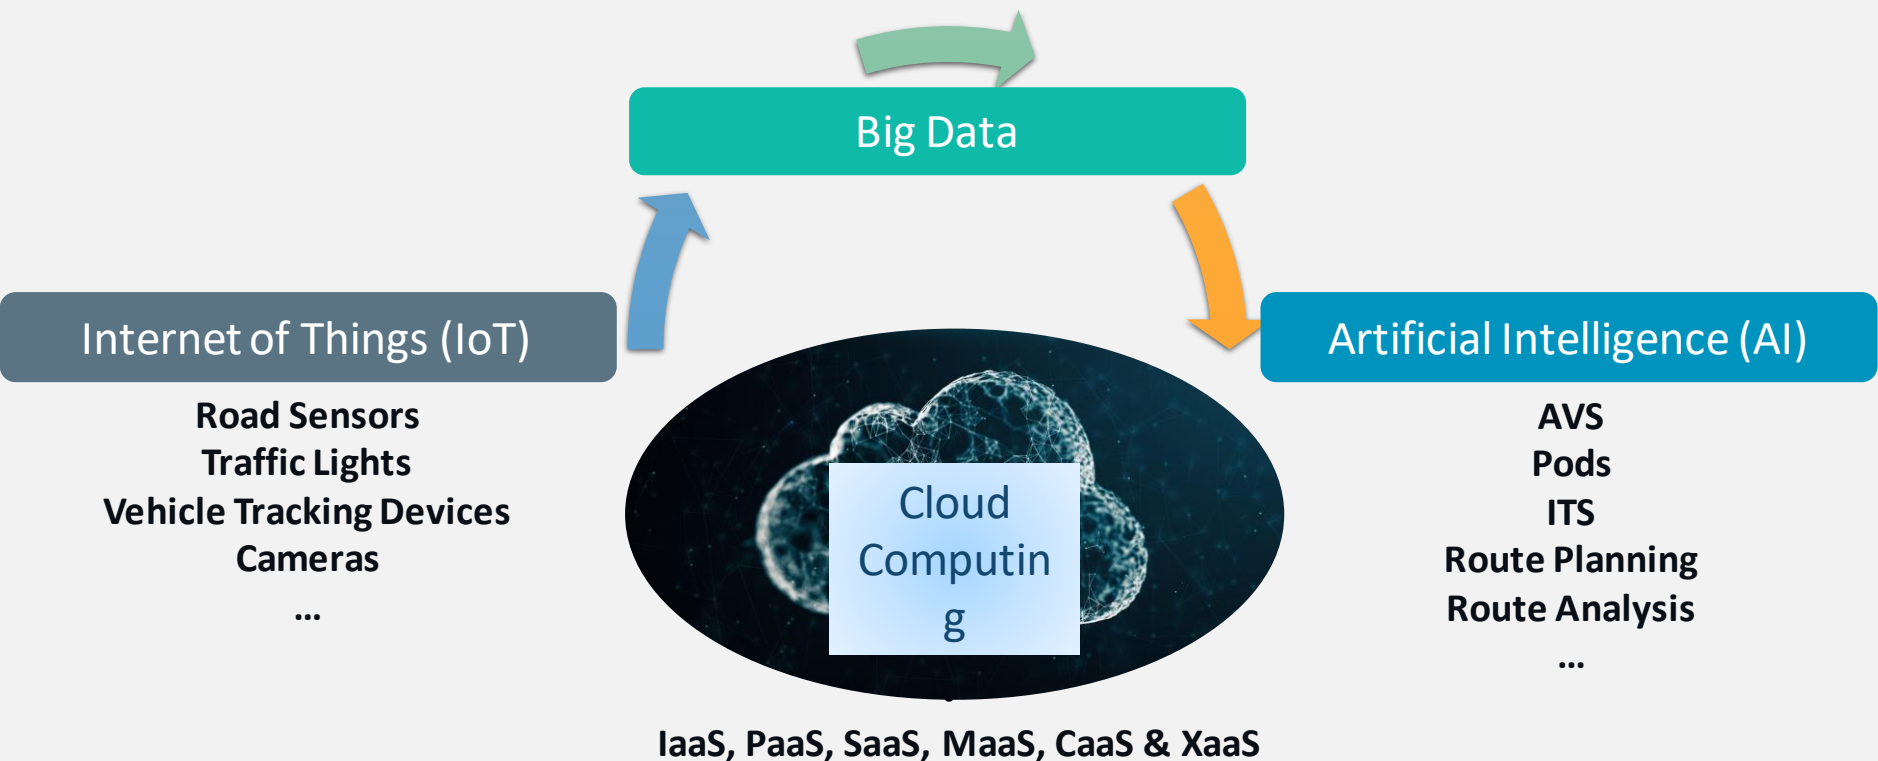 Big Data
Internet of Things (IoT)
Road Sensors
Traffic Lights
Vehicle Tracking Devices
Cameras
...
Cloud
Computin
g
Artificial Intelligence (AI)
AVS
Pods
ITS
Route Planning
Route Analysis
...
IaaS, PaaS, SaaS, MaaS, CaaS & XaaS